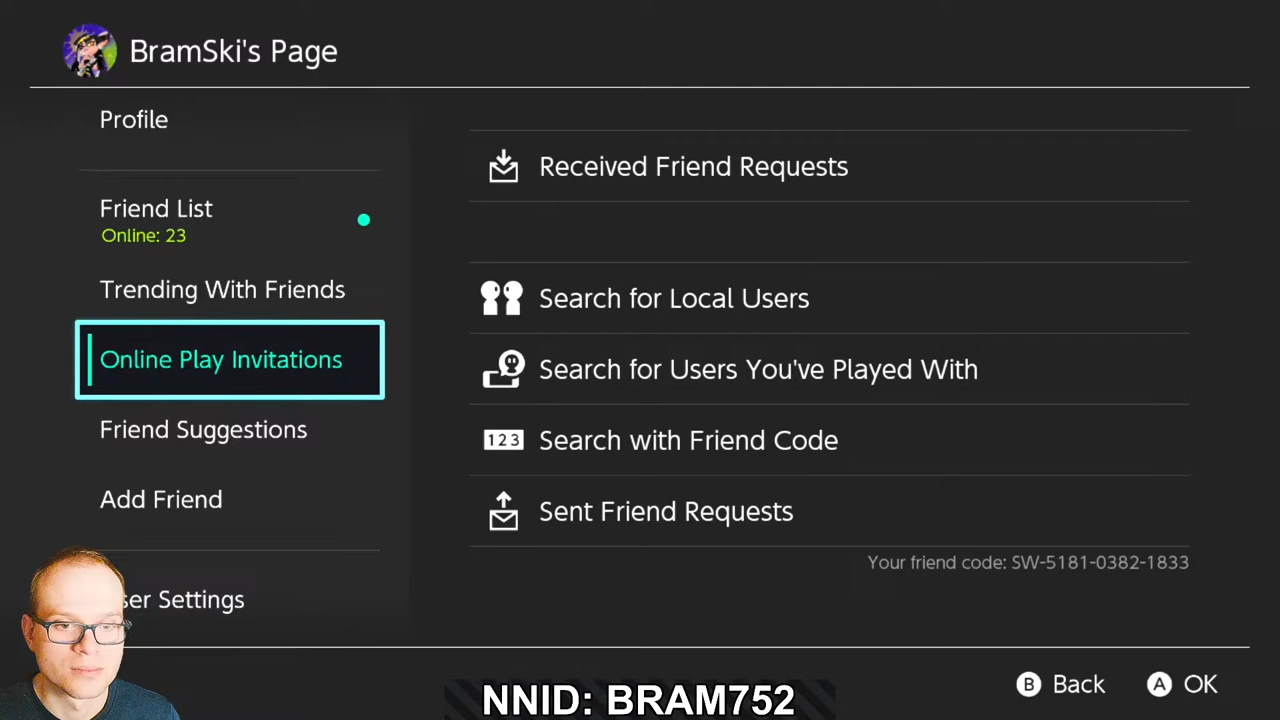 BramSki's Page
Profile
Friend List
Online: 23
Trending With Friends
Online Play Invitations
Friend Suggestions
Add Friend
ser Settings
Received Friend Requests
Search for Local Users
Search for Users You've Played With
123 Search with Friend Code
Sent Friend Requests
Your friend code: SW-5181-0382-1833
NNID: BRAM752
B Back A OK